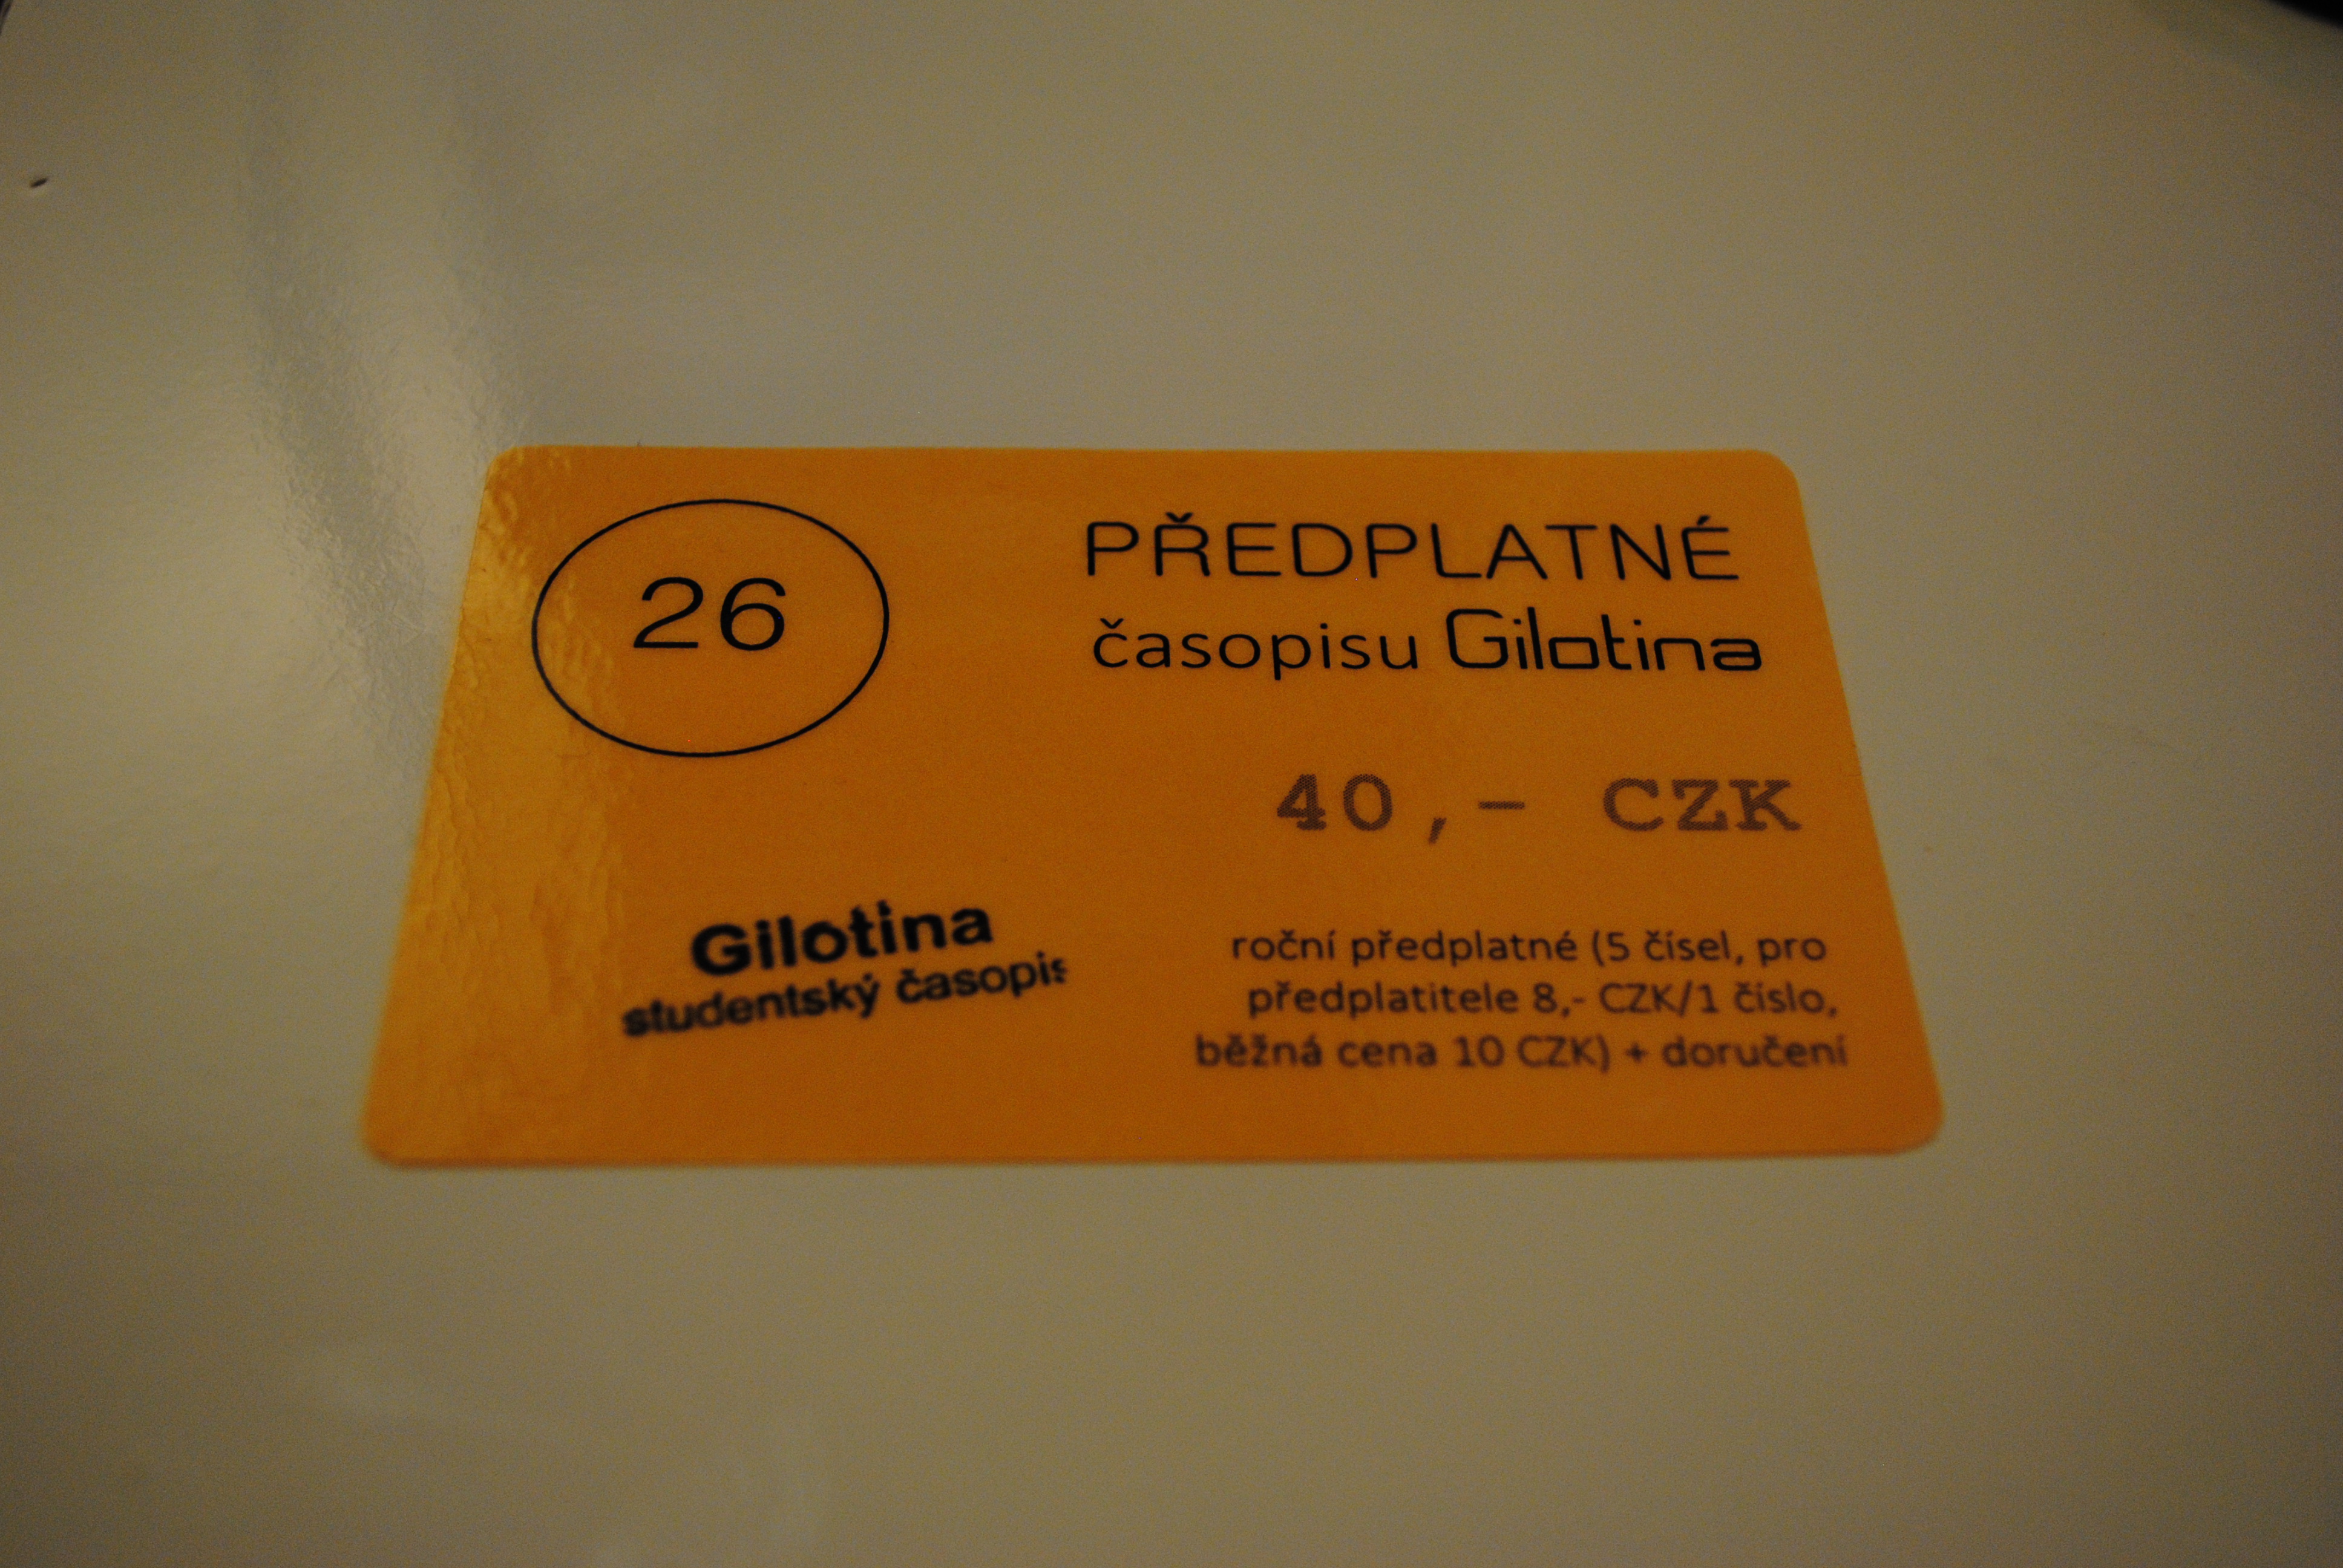 26
PŘEDPLATNÉ
časopisu Gilotina
40,- CZK
Gilotina
studentský časopis
roční předplatné (5 čísel, pro
předplatitele 8,- CZK/1 číslo,
běžná cena 10 CZK) + doručení